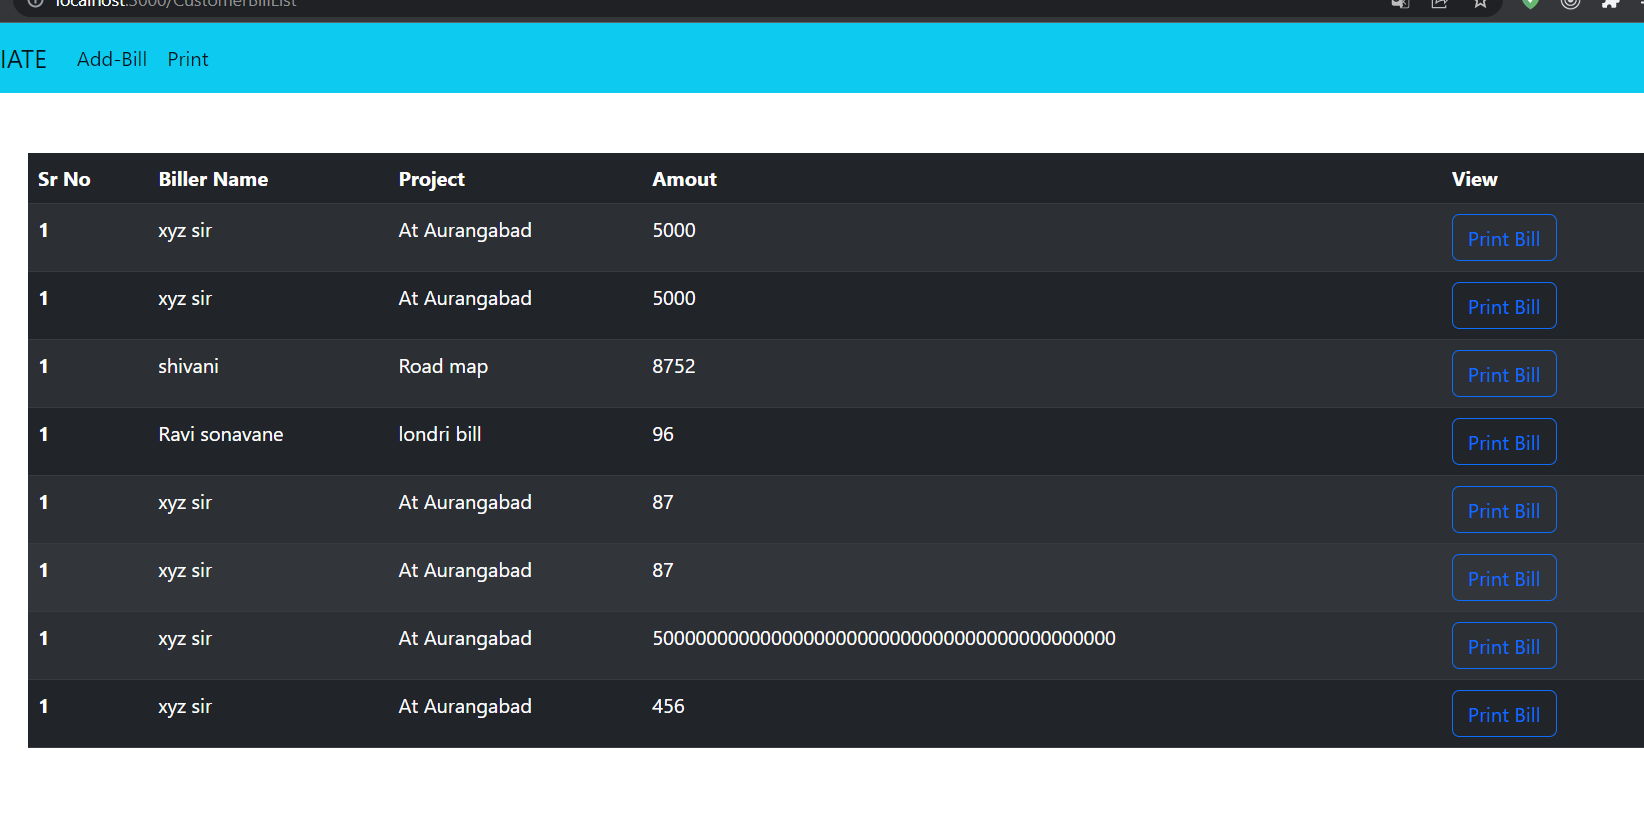 localhost:3000/CustomerBillList
IATE Add-Bill Print
Sr No Biller Name Project Amout View
1 xyz sir At Aurangabad 5000 Print Bill
1 xyz sir At Aurangabad 5000 Print Bill
1 shivani Road map 8752 Print Bill
1 Ravi sonavane londri bill 96 Print Bill
1 xyz sir At Aurangabad 87 Print Bill
1 xyz sir At Aurangabad 87 Print Bill
1 xyz sir At Aurangabad 5000000000000000000000000000000000000000000 Print Bill
1 xyz sir At Aurangabad 456 Print Bill